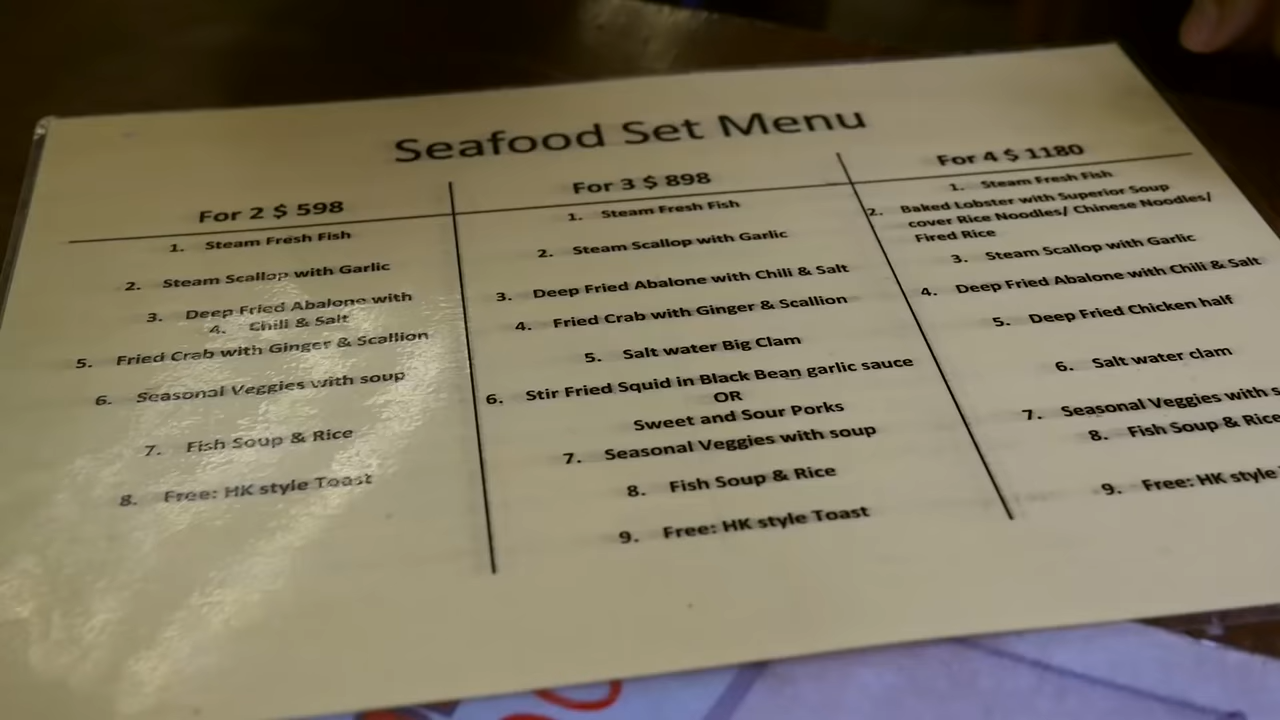 Seafood Set Menu
For 2 $ 598
1. Steam Fresh Fish
2. Steam Scallop with Garlic
3. Deep Fried Abalone with
4. Chili & Salt
5. Fried Crab with Ginger & Scallion
6. Seasonal Veggies with soup
7. Fish Soup & Rice
8. Free: HK style Toast
For 3 $ 898
1. Steam Fresh Fish
2. Steam Scallop with Garlic
3. Deep Fried Abalone with Chili & Salt
4. Fried Crab with Ginger & Scallion
5. Salt water Big Clam
6. Stir Fried Squid in Black Bean garlic sauce
OR
Sweet and Sour Porks
7. Seasonal Veggies with soup
8. Fish Soup & Rice
9. Free: HK style Toast
For 4 $ 1180
1. Steam Fresh Fish
2. Baked Lobster with Superior Soup
cover Rice Noodles/ Chinese Noodles/
Fired Rice
3. Steam Scallop with Garlic
4. Deep Fried Abalone with Chili & Salt
5. Deep Fried Chicken half
6. Salt water clam
7. Seasonal Veggies with s
8. Fish Soup & Rice
9. Free: HK style